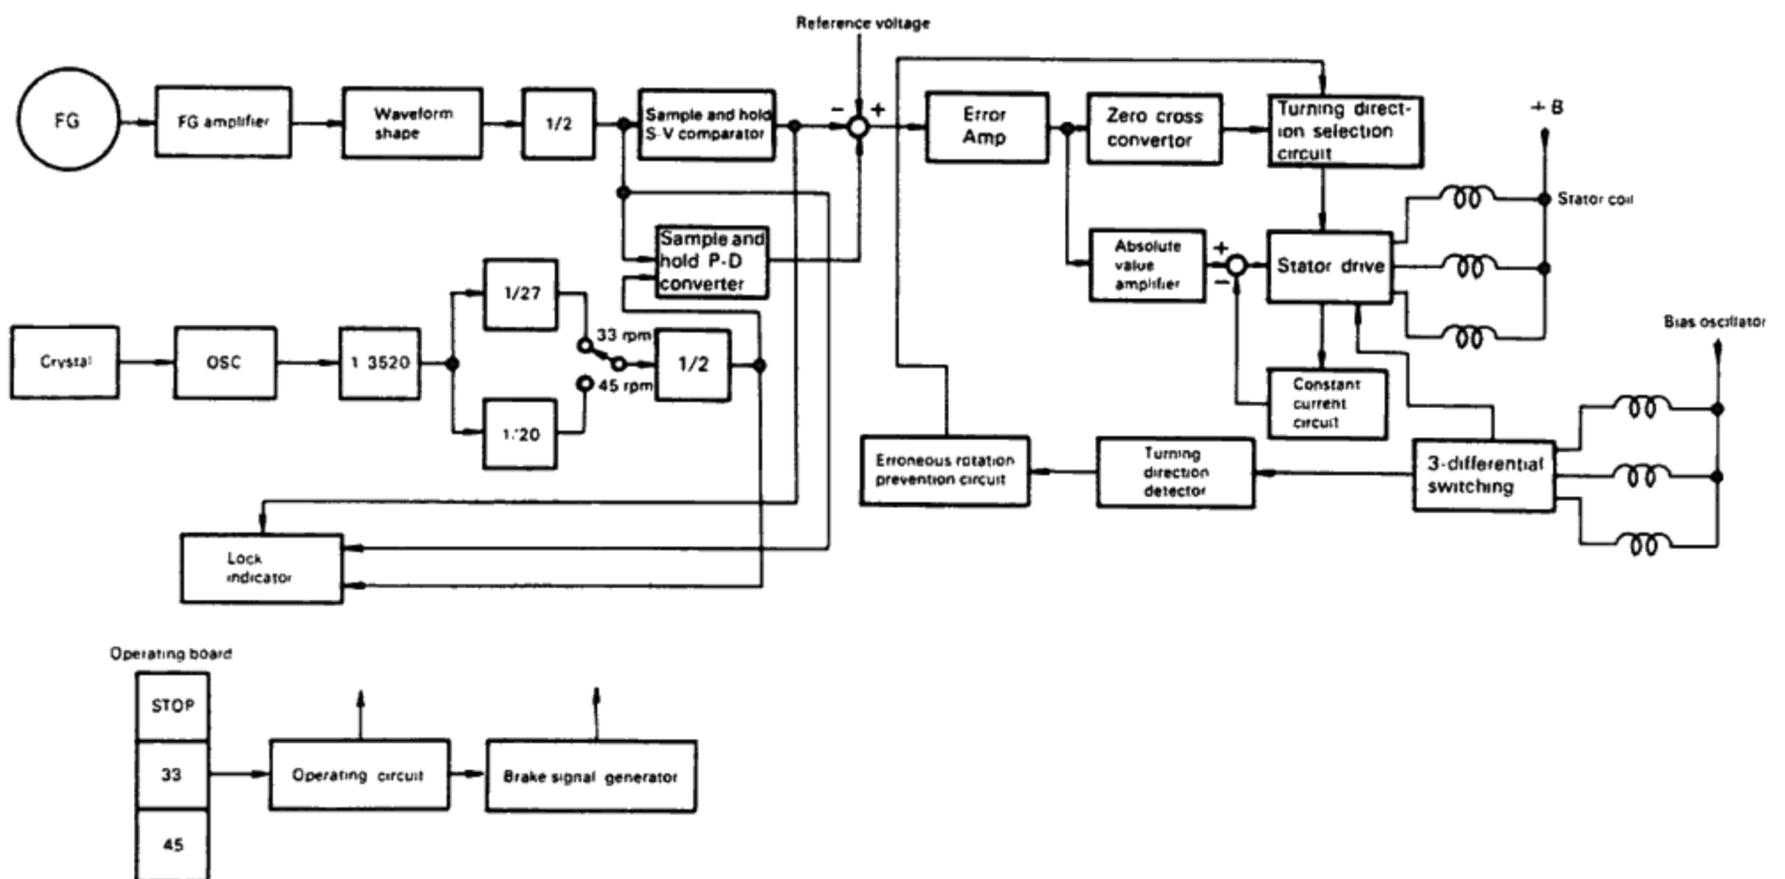 Reference voltage
FG
FG amplifier
Waveform
shape
1/2
Sample and hold
S-V comparator
−
+
Error
Amp
Zero cross
convertor
Turning direct-
ion selection
circuit
+ B
Stator coil
Sample and
hold P-D
converter
Absolute
value
amplifier
+
−
Stator drive
Bias oscillator
Crystal
OSC
1 3520
1/27
1/20
33 rpm
45 rpm
1/2
Constant
current
circuit
Erroneous rotation
prevention circuit
Turning
direction
detector
3-differential
switching
Lock
indicator
Operating board
STOP
33
45
Operating circuit
Brake signal generator